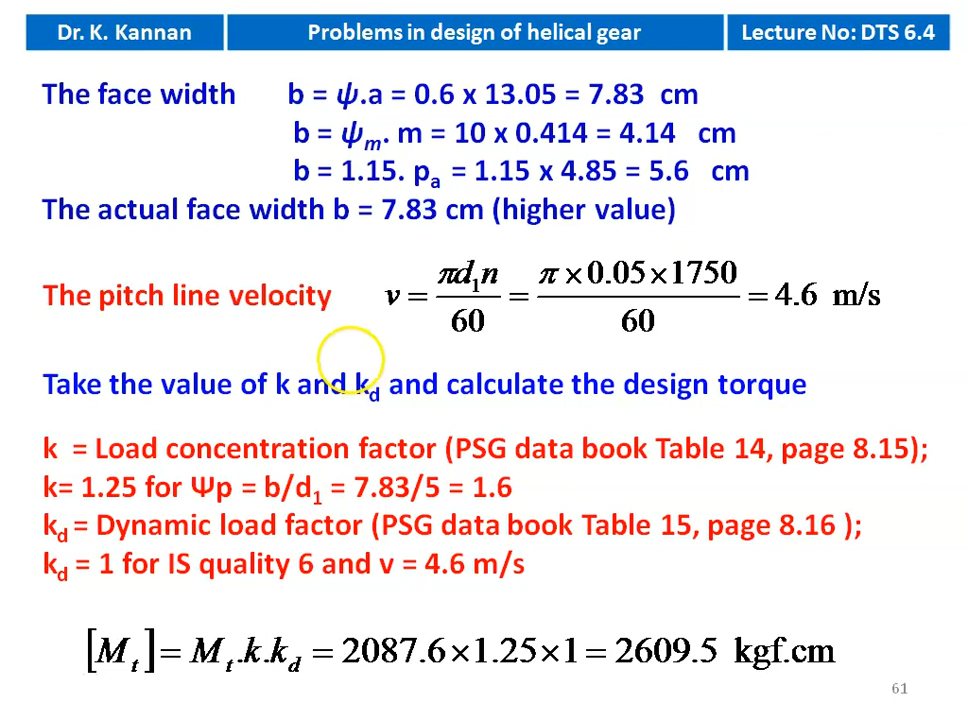 Dr. K. Kannan Problems in design of helical gear Lecture No: DTS 6.4
The face width b = ψ.a = 0.6 x 13.05 = 7.83 cm
b = ψm. m = 10 x 0.414 = 4.14 cm
b = 1.15. pa = 1.15 x 4.85 = 5.6 cm
The actual face width b = 7.83 cm (higher value)
The pitch line velocity v = πd1n / 60 = π × 0.05 × 1750 / 60 = 4.6 m/s
Take the value of k and kd and calculate the design torque
k = Load concentration factor (PSG data book Table 14, page 8.15);
k= 1.25 for Ψp = b/d1 = 7.83/5 = 1.6
kd = Dynamic load factor (PSG data book Table 15, page 8.16 );
kd = 1 for IS quality 6 and v = 4.6 m/s
[Mt] = Mt.k.kd = 2087.6×1.25×1 = 2609.5 kgf.cm
61